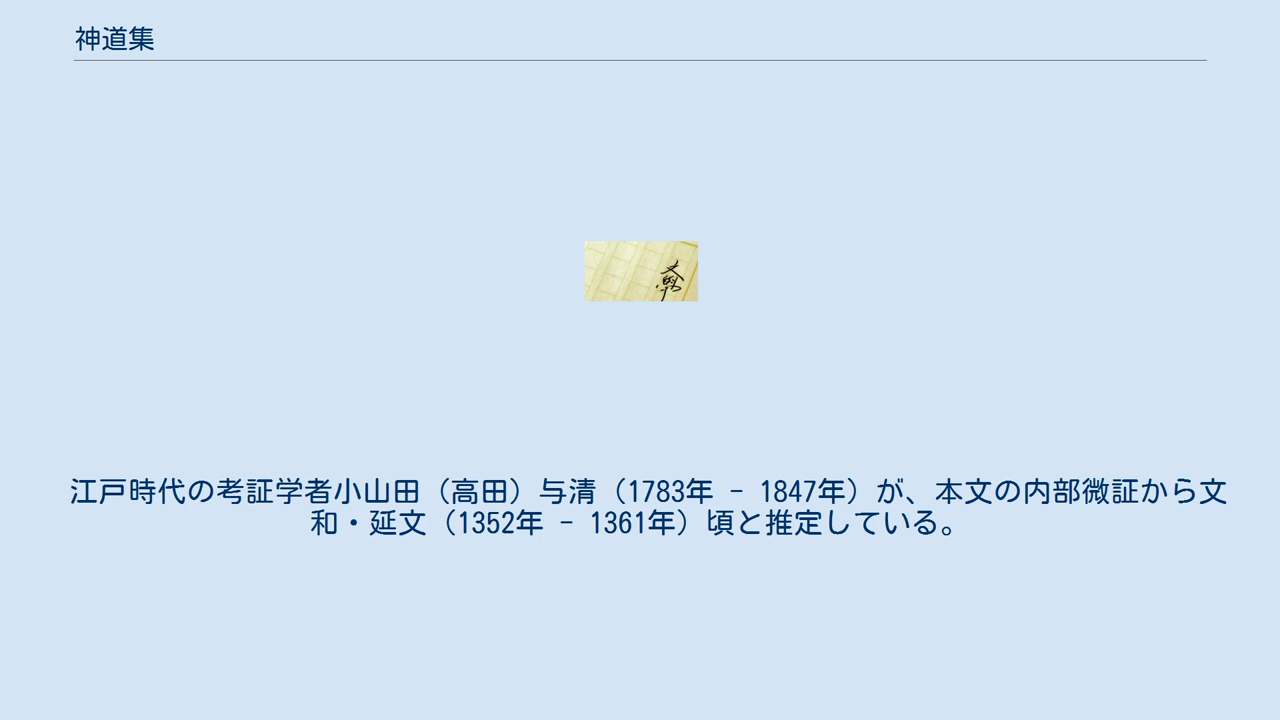 神道集
江戸時代の考証学者小山田（高田）与清（1783年 - 1847年）が、本文の内部微証から文
和・延文（1352年 - 1361年）頃と推定している。